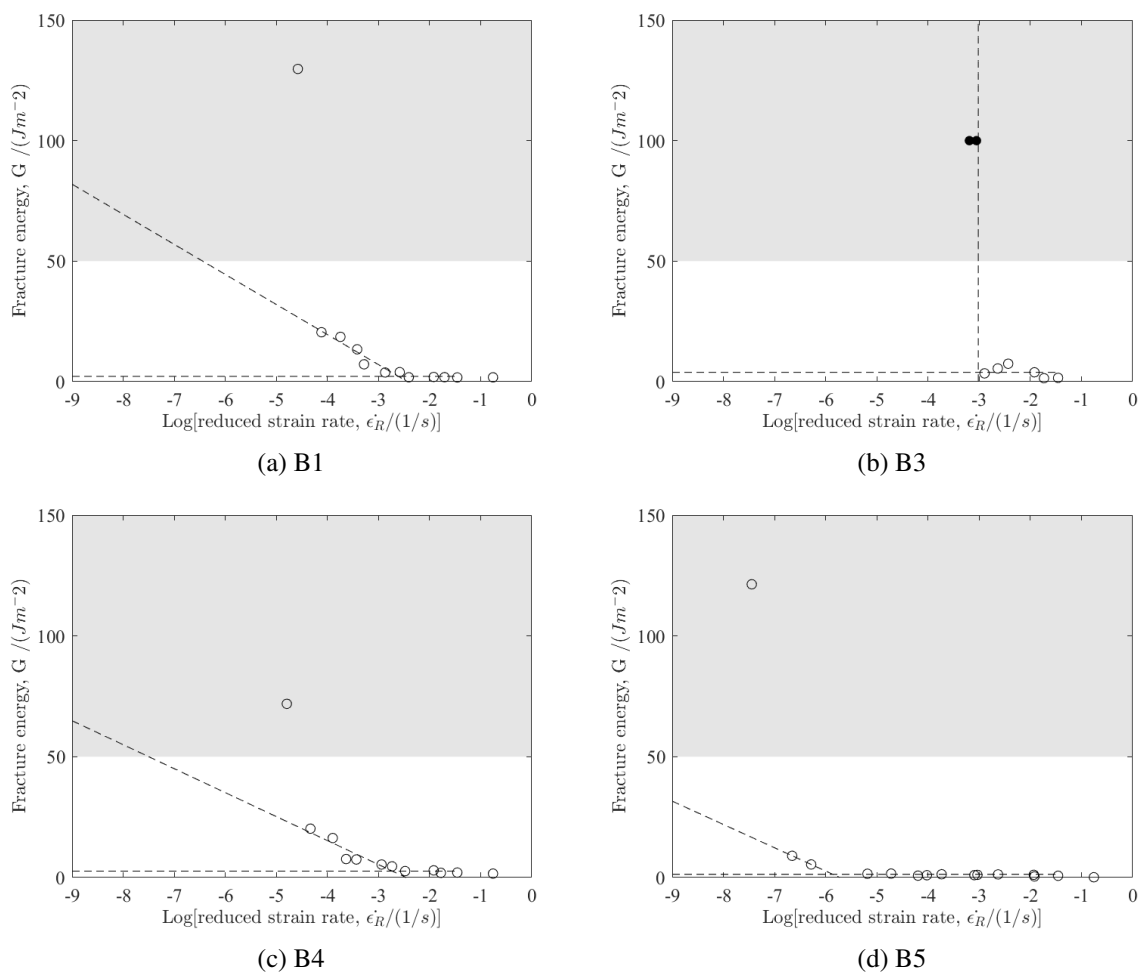 150
100
50
0
Fracture energy, G /(Jm^-2)
-9 -8 -7 -6 -5 -4 -3 -2 -1 0
Log[reduced strain rate, ϵ̇_R/(1/s)]
(a) B1
150
100
50
0
Fracture energy, G /(Jm^-2)
-9 -8 -7 -6 -5 -4 -3 -2 -1 0
Log[reduced strain rate, ϵ̇_R/(1/s)]
(b) B3
150
100
50
0
Fracture energy, G /(Jm^-2)
-9 -8 -7 -6 -5 -4 -3 -2 -1 0
Log[reduced strain rate, ϵ̇_R/(1/s)]
(c) B4
150
100
50
0
Fracture energy, G /(Jm^-2)
-9 -8 -7 -6 -5 -4 -3 -2 -1 0
Log[reduced strain rate, ϵ̇_R/(1/s)]
(d) B5